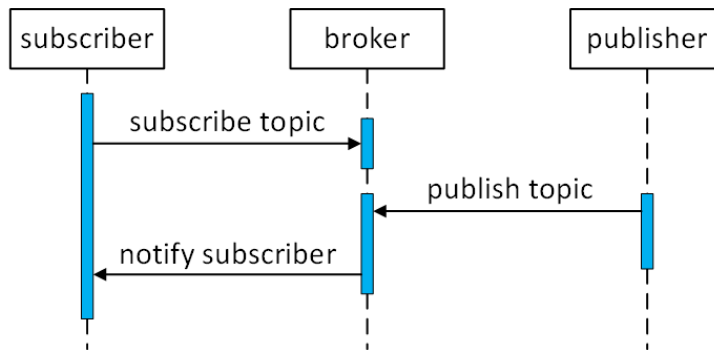 subscriber
broker
publisher
subscribe topic
publish topic
notify subscriber